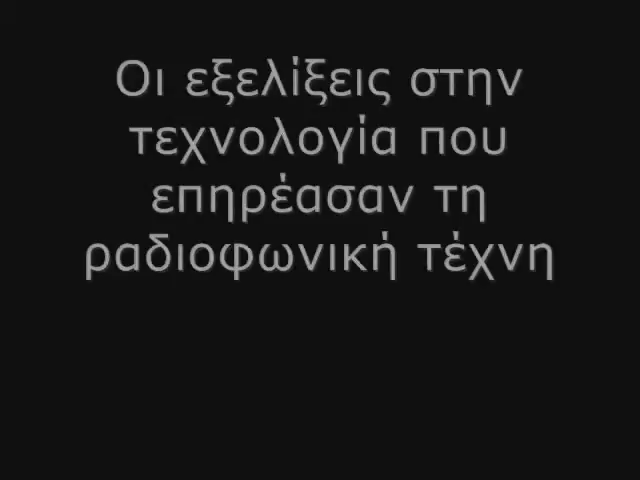 Οι εξελίξεις στην
τεχνολογία που
επηρέασαν τη
ραδιοφωνική τέχνη